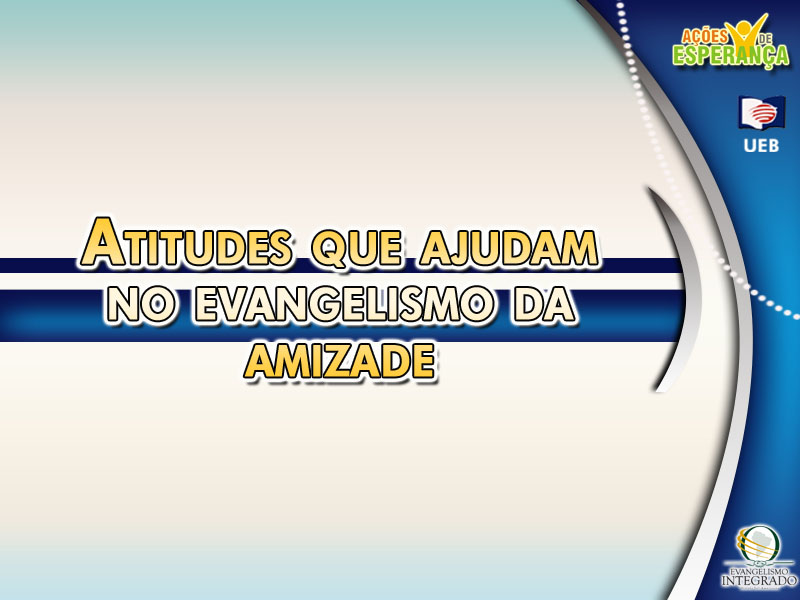 AÇÕES DE
ESPERANÇA
UEB
ATITUDES QUE AJUDAM
NO EVANGELISMO DA
AMIZADE
EVANGELISMO
INTEGRADO